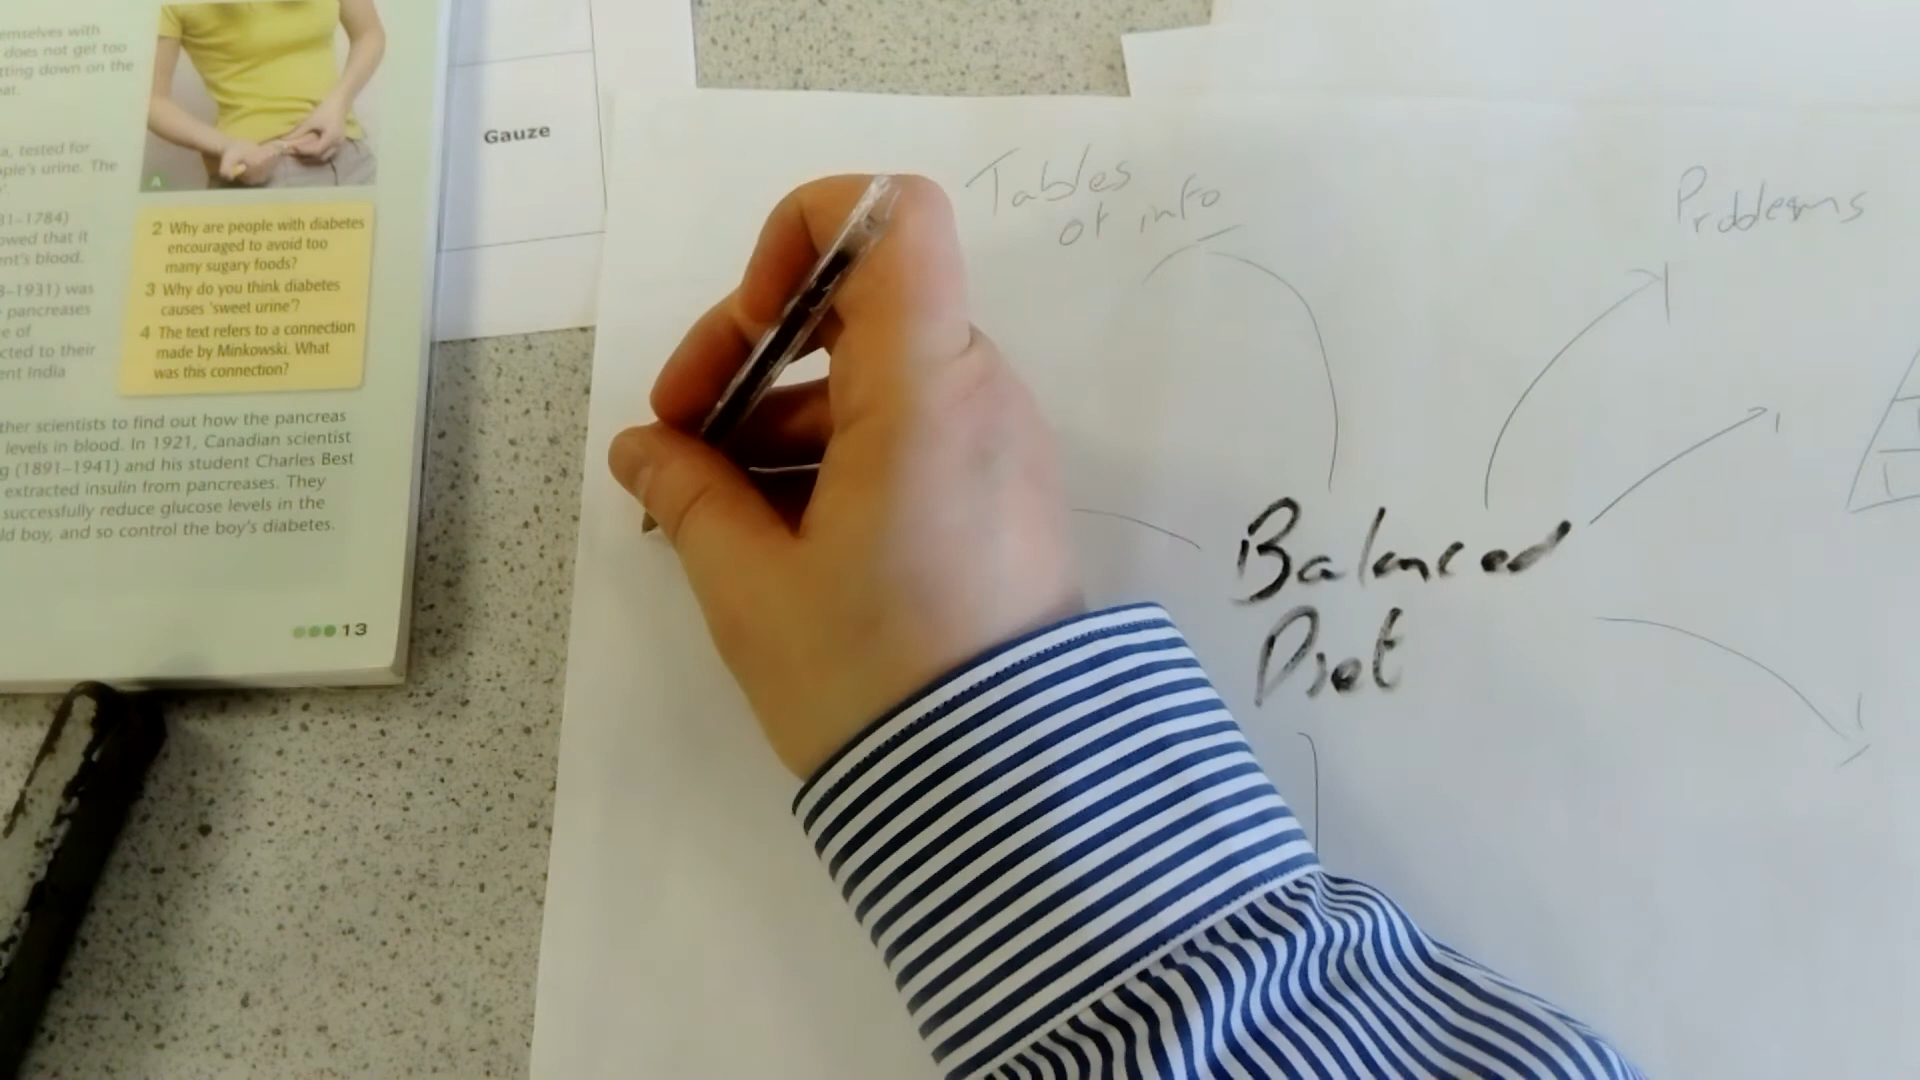 emselves with
does not get too
tting down on the
eat.
a, tested for
ople's urine. The
31–1784)
owed that it
ent's blood.
3–1931) was
pancreases
e of
cted to their
ent India
A
2 Why are people with diabetes
encouraged to avoid too
many sugary foods?
3 Why do you think diabetes
causes 'sweet urine'?
4 The text refers to a connection
made by Minkowski. What
was this connection?
ther scientists to find out how the pancreas
levels in blood. In 1921, Canadian scientist
g (1891–1941) and his student Charles Best
extracted insulin from pancreases. They
successfully reduce glucose levels in the
ld boy, and so control the boy's diabetes.
13
Gauze
Tables
of info
Problems
Balanced
Diet